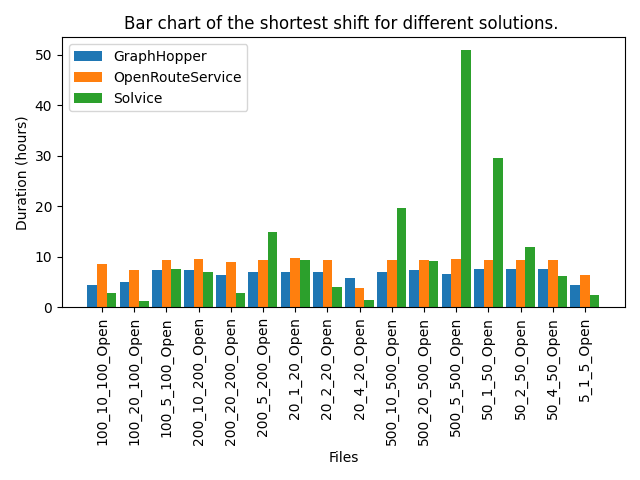 Bar chart of the shortest shift for different solutions.
GraphHopper
OpenRouteService
Solvice
50
40
30
20
10
0
Duration (hours)
100_10_100_Open
100_20_100_Open
100_5_100_Open
200_10_200_Open
200_20_200_Open
200_5_200_Open
20_1_20_Open
20_2_20_Open
20_4_20_Open
500_10_500_Open
500_20_500_Open
500_5_500_Open
50_1_50_Open
50_2_50_Open
50_4_50_Open
5_1_5_Open
Files